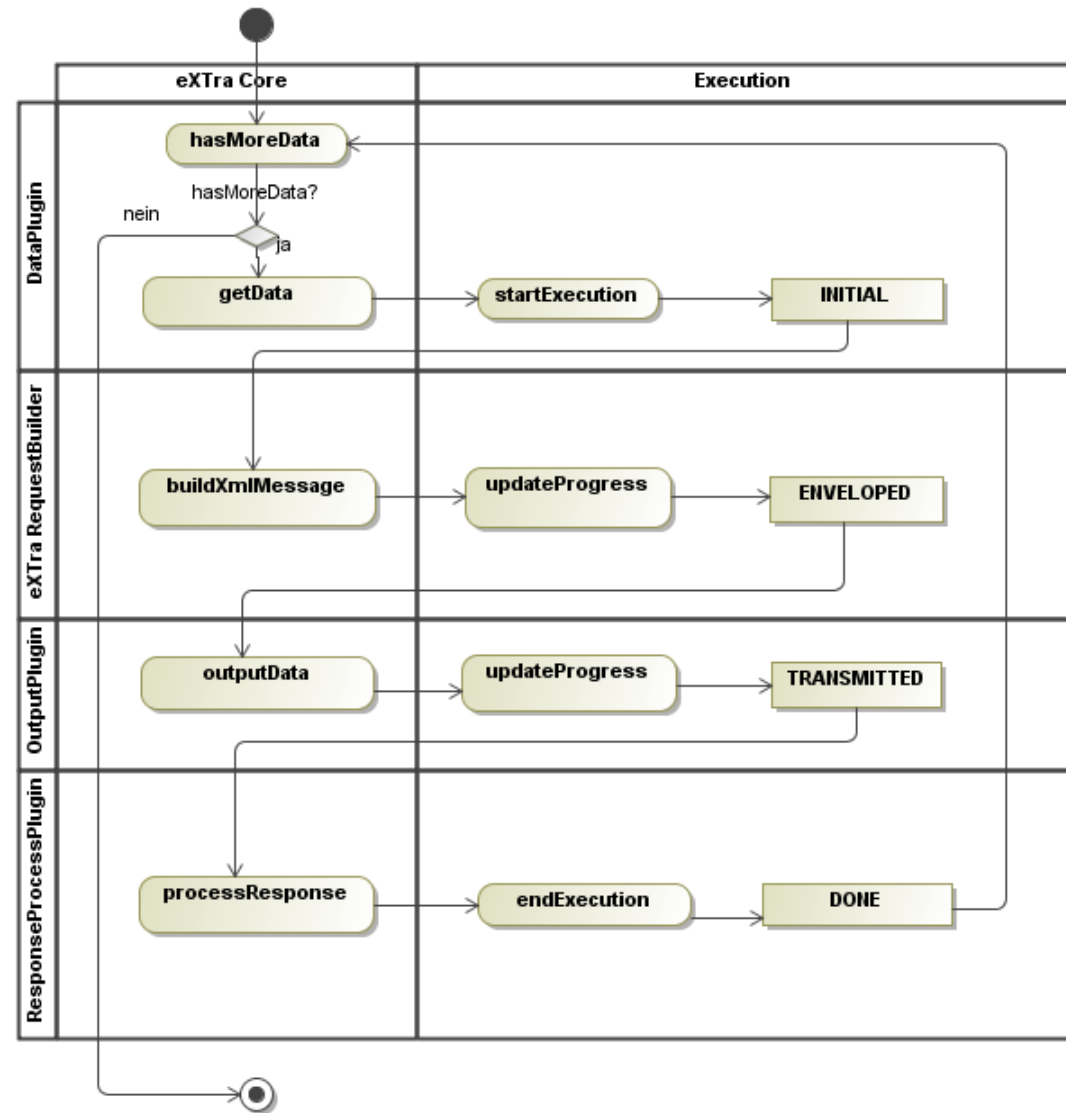 eXTra Core
Execution
DataPlugin
hasMoreData
hasMoreData?
nein
ja
getData
startExecution
INITIAL
eXTra RequestBuilder
buildXmlMessage
updateProgress
ENVELOPED
OutputPlugin
outputData
updateProgress
TRANSMITTED
ResponseProcessPlugin
processResponse
endExecution
DONE